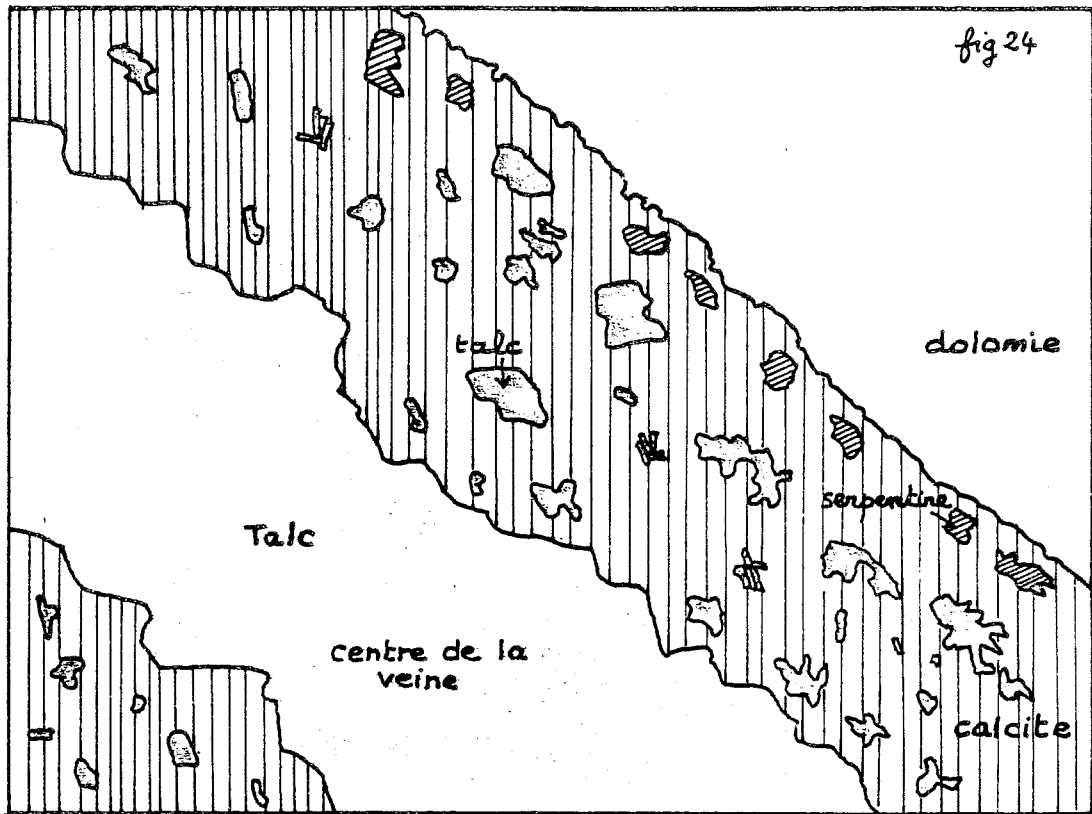 fig 24
dolomie
talc
serpentine
Talc
centre de la
veine
calcite